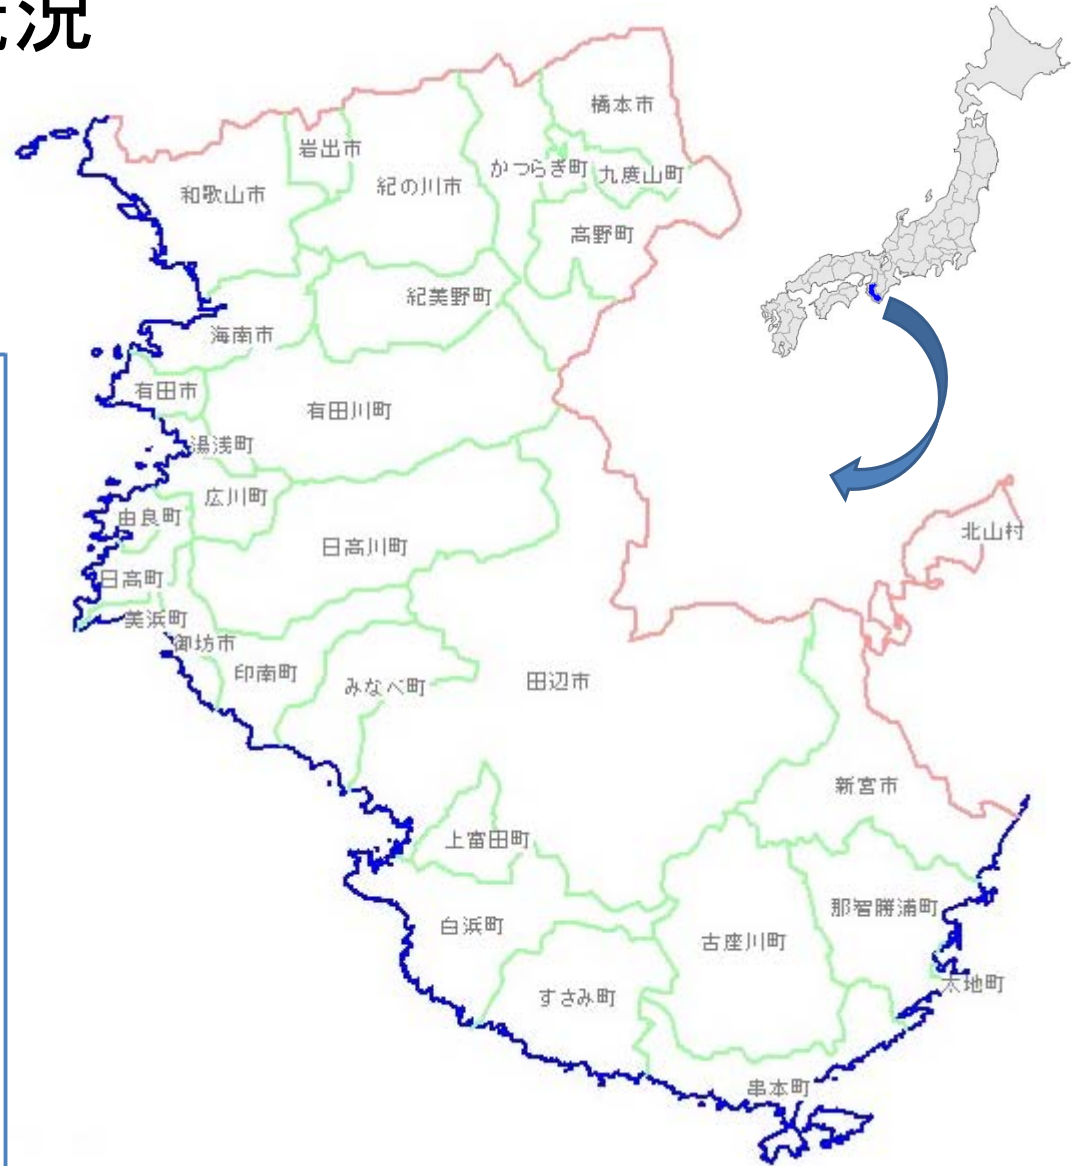 況
橋本市
岩出市
かつらぎ町
九度山町
紀の川市
和歌山市
高野町
紀美野町
海南市
有田市
有田川町
湯浅町
広川町
由良町
北山村
日高川町
日高町
美浜町
御坊市
印南町
みなべ町
田辺市
新宮市
上富田町
那智勝浦町
白浜町
古座川町
太地町
すさみ町
串本町